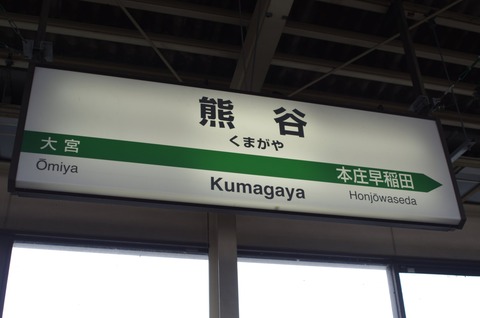 熊谷
くまがや
大宮
Ōmiya
Kumagaya
本庄早稲田
Honjōwaseda